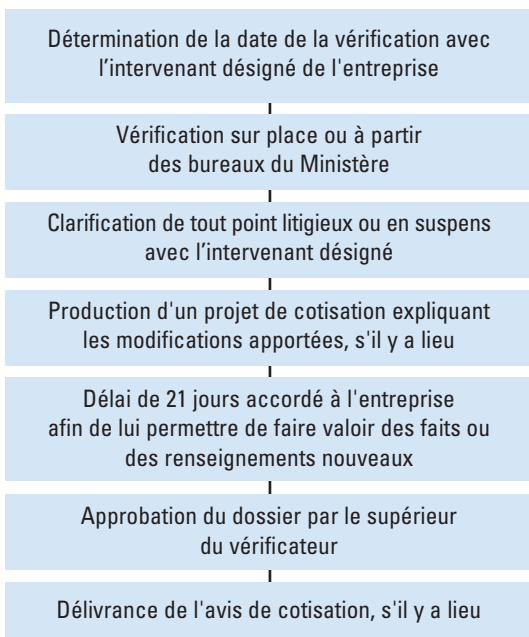 Détermination de la date de la vérification avec
l’intervenant désigné de l'entreprise
Vérification sur place ou à partir
des bureaux du Ministère
Clarification de tout point litigieux ou en suspens
avec l’intervenant désigné
Production d'un projet de cotisation expliquant
les modifications apportées, s'il y a lieu
Délai de 21 jours accordé à l'entreprise
afin de lui permettre de faire valoir des faits ou
des renseignements nouveaux
Approbation du dossier par le supérieur
du vérificateur
Délivrance de l'avis de cotisation, s'il y a lieu